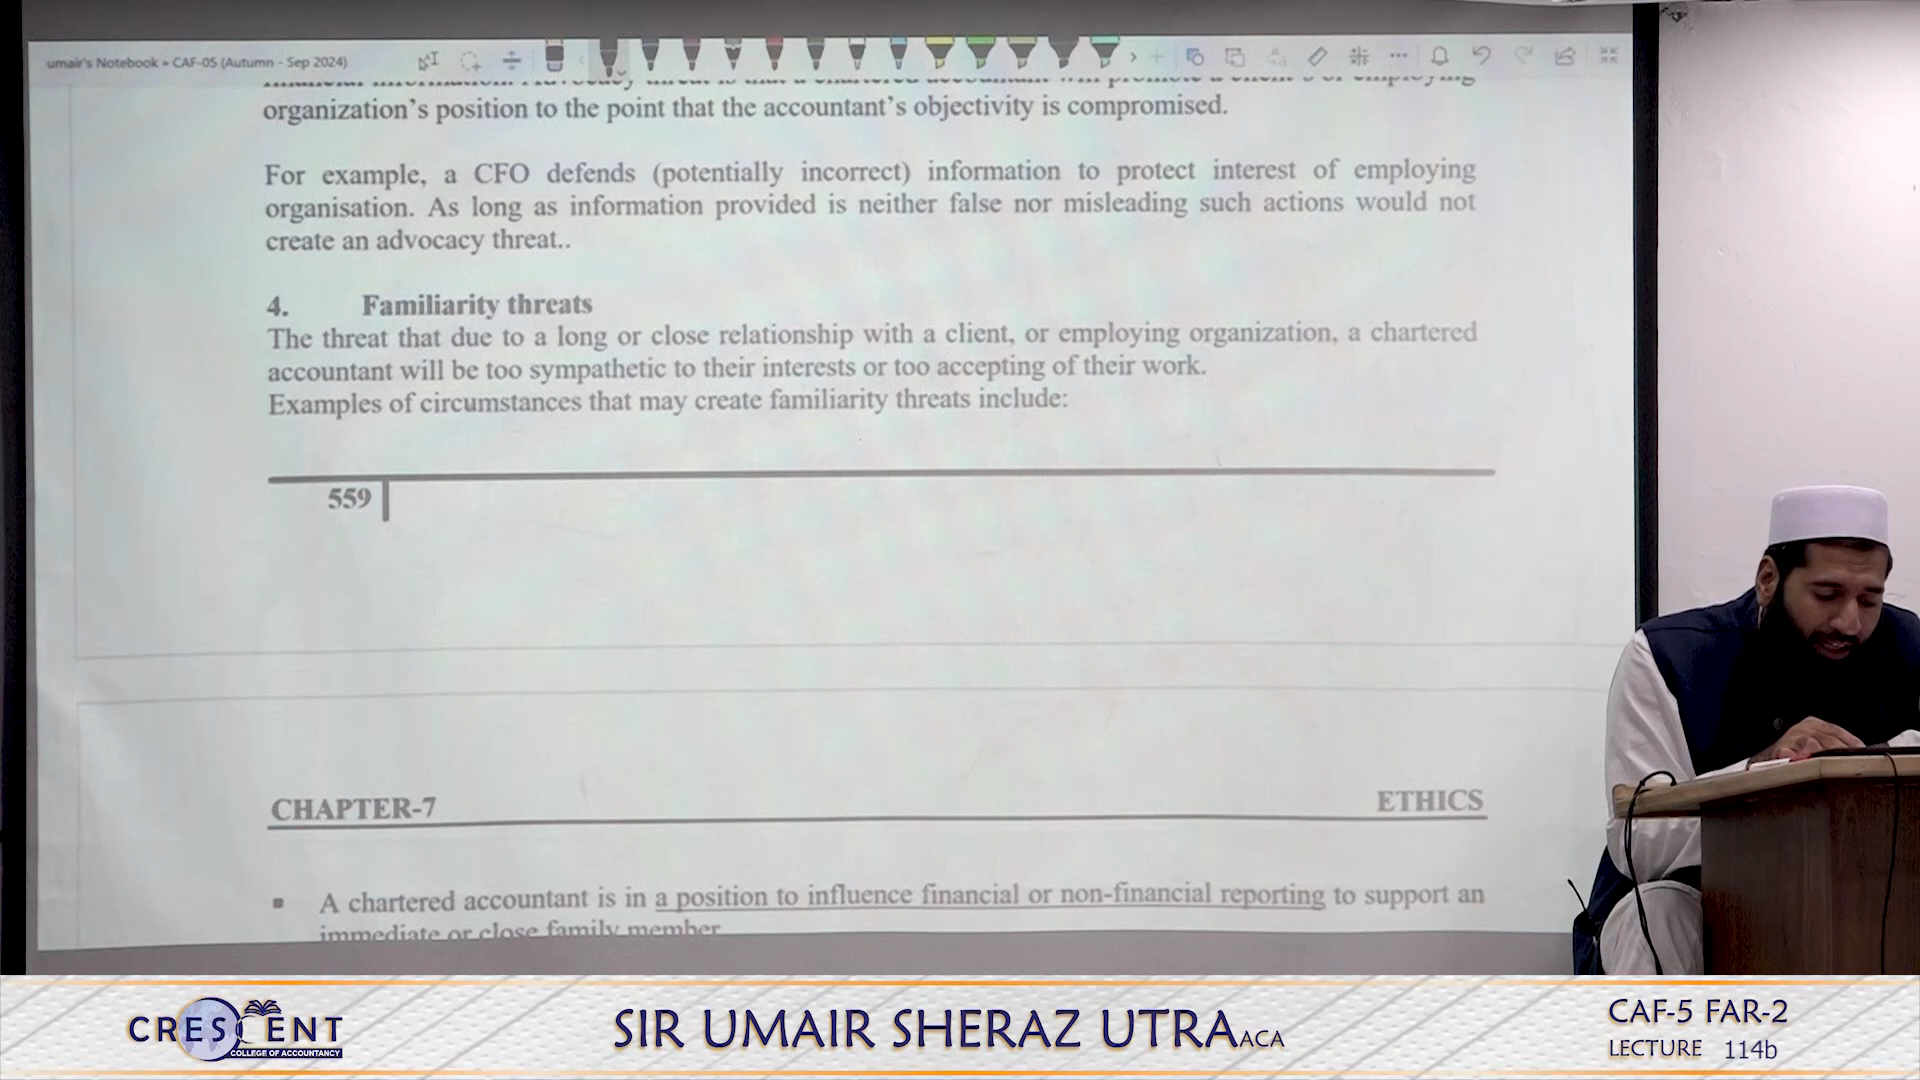 umair's Notebook » CAF-05 (Autumn - Sep 2024)
organization's position to the point that the accountant's objectivity is compromised.
For example, a CFO defends (potentially incorrect) information to protect interest of employing
organisation. As long as information provided is neither false nor misleading such actions would not
create an advocacy threat..
4. Familiarity threats
The threat that due to a long or close relationship with a client, or employing organization, a chartered
accountant will be too sympathetic to their interests or too accepting of their work.
Examples of circumstances that may create familiarity threats include:
559
CHAPTER-7 ETHICS
▪ A chartered accountant is in a position to influence financial or non-financial reporting to support an
immediate or close family member
CRESCENT
COLLEGE OF ACCOUNTANCY
SIR UMAIR SHERAZ UTRA ACA
CAF-5 FAR-2
LECTURE 114b